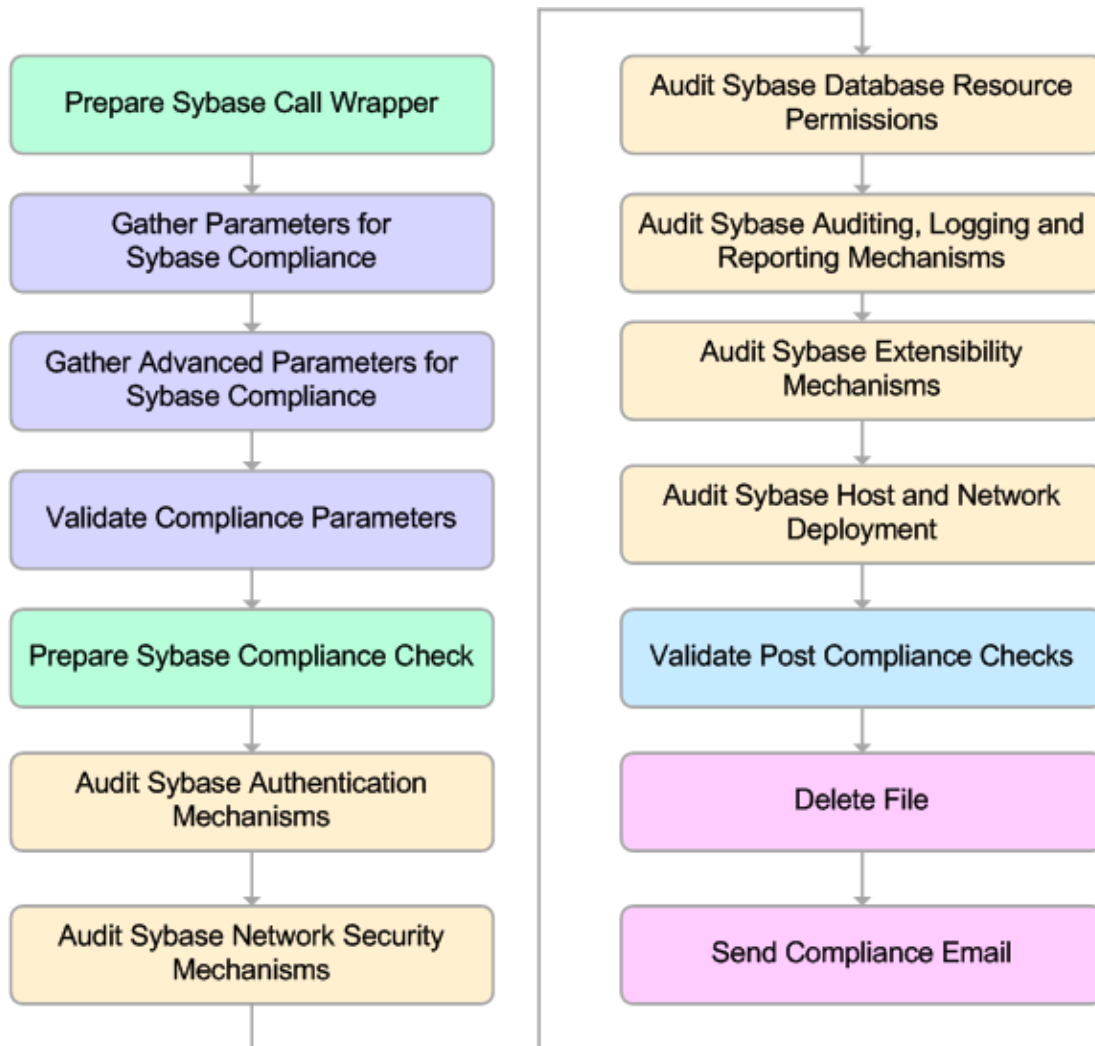 Prepare Sybase Call Wrapper
Gather Parameters for
Sybase Compliance
Gather Advanced Parameters for
Sybase Compliance
Validate Compliance Parameters
Prepare Sybase Compliance Check
Audit Sybase Authentication
Mechanisms
Audit Sybase Network Security
Mechanisms
Audit Sybase Database Resource
Permissions
Audit Sybase Auditing, Logging and
Reporting Mechanisms
Audit Sybase Extensibility
Mechanisms
Audit Sybase Host and Network
Deployment
Validate Post Compliance Checks
Delete File
Send Compliance Email